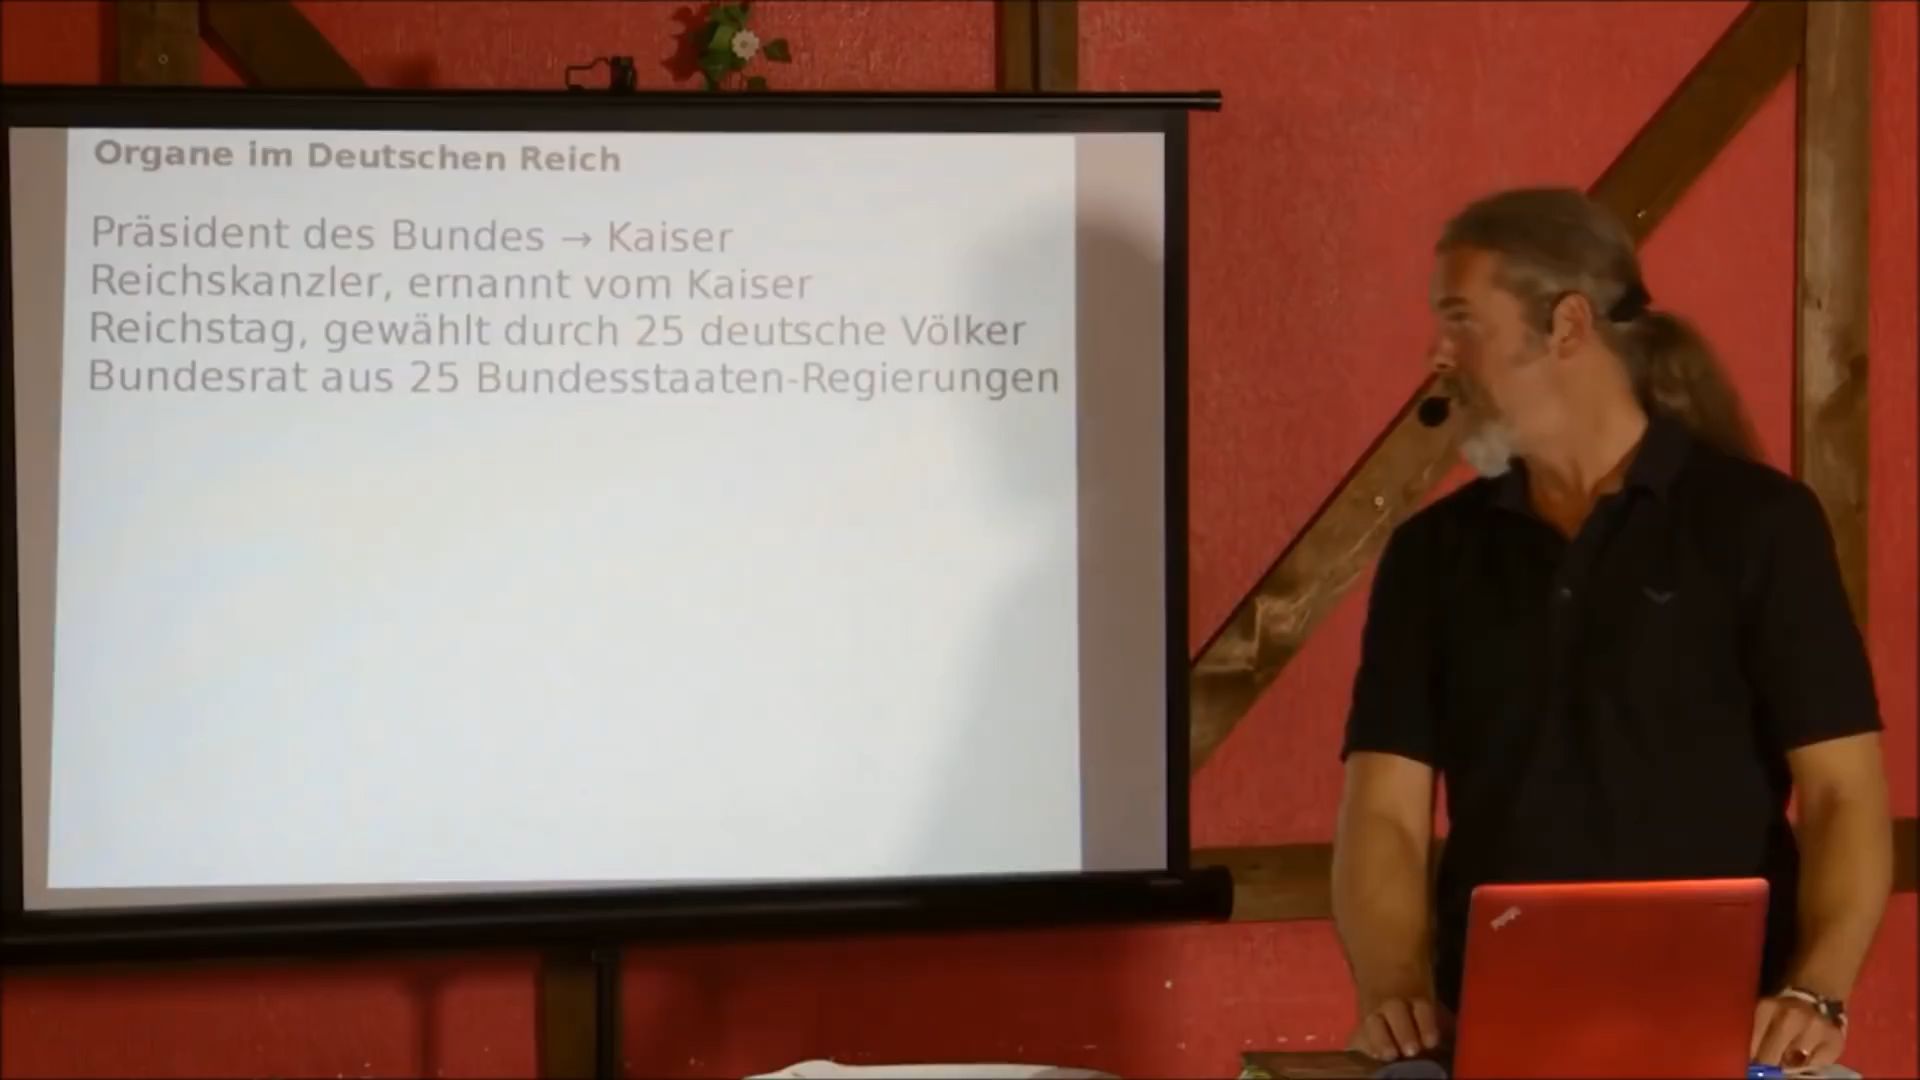 Organe im Deutschen Reich
Präsident des Bundes → Kaiser
Reichskanzler, ernannt vom Kaiser
Reichstag, gewählt durch 25 deutsche Völker
Bundesrat aus 25 Bundesstaaten-Regierungen